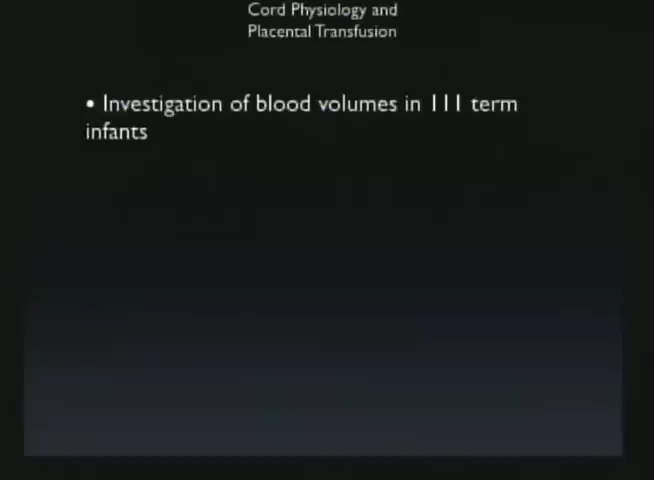 Cord Physiology and
Placental Transfusion
• Investigation of blood volumes in 111 term
infants